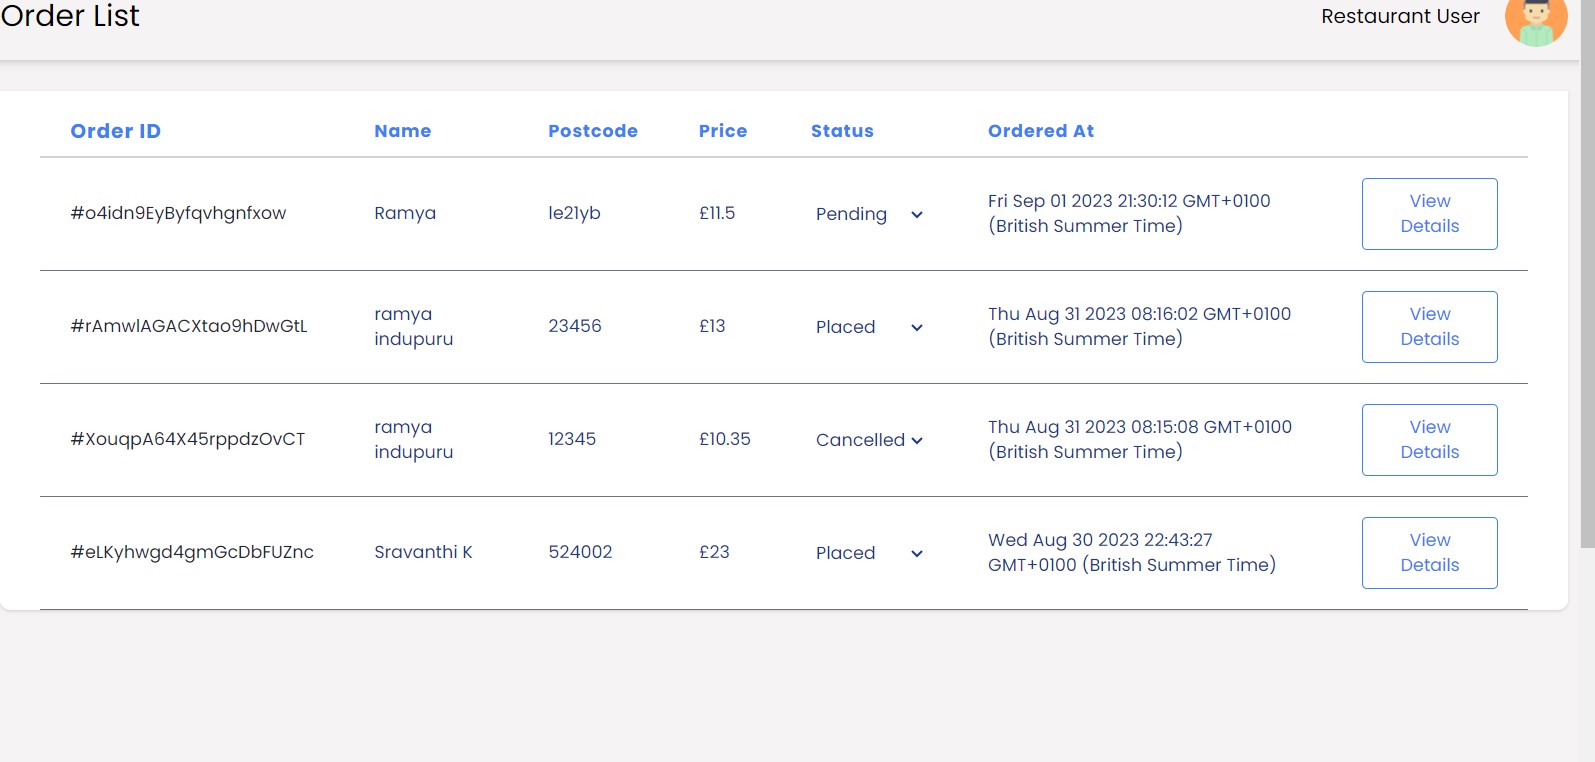 Order List
Restaurant User
Order ID Name Postcode Price Status Ordered At
#o4idn9EyByfqvhgnfxow Ramya le21yb £11.5 Pending Fri Sep 01 2023 21:30:12 GMT+0100 (British Summer Time) View Details
#rAmwlAGACXtao9hDwGtL ramya indupuru 23456 £13 Placed Thu Aug 31 2023 08:16:02 GMT+0100 (British Summer Time) View Details
#XouqpA64X45rppdzOvCT ramya indupuru 12345 £10.35 Cancelled Thu Aug 31 2023 08:15:08 GMT+0100 (British Summer Time) View Details
#eLKyhwgd4gmGcDbFUZnc Sravanthi K 524002 £23 Placed Wed Aug 30 2023 22:43:27 GMT+0100 (British Summer Time) View Details